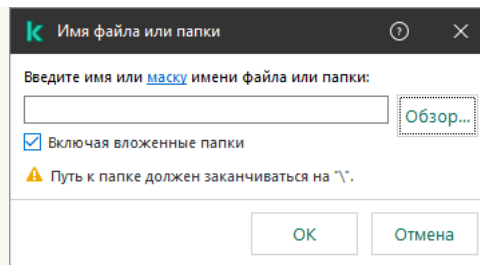 Имя файла или папки
Введите имя или маску имени файла или папки:
Обзор...
Включая вложенные папки
Путь к папке должен заканчиваться на "\".
OK
Отмена